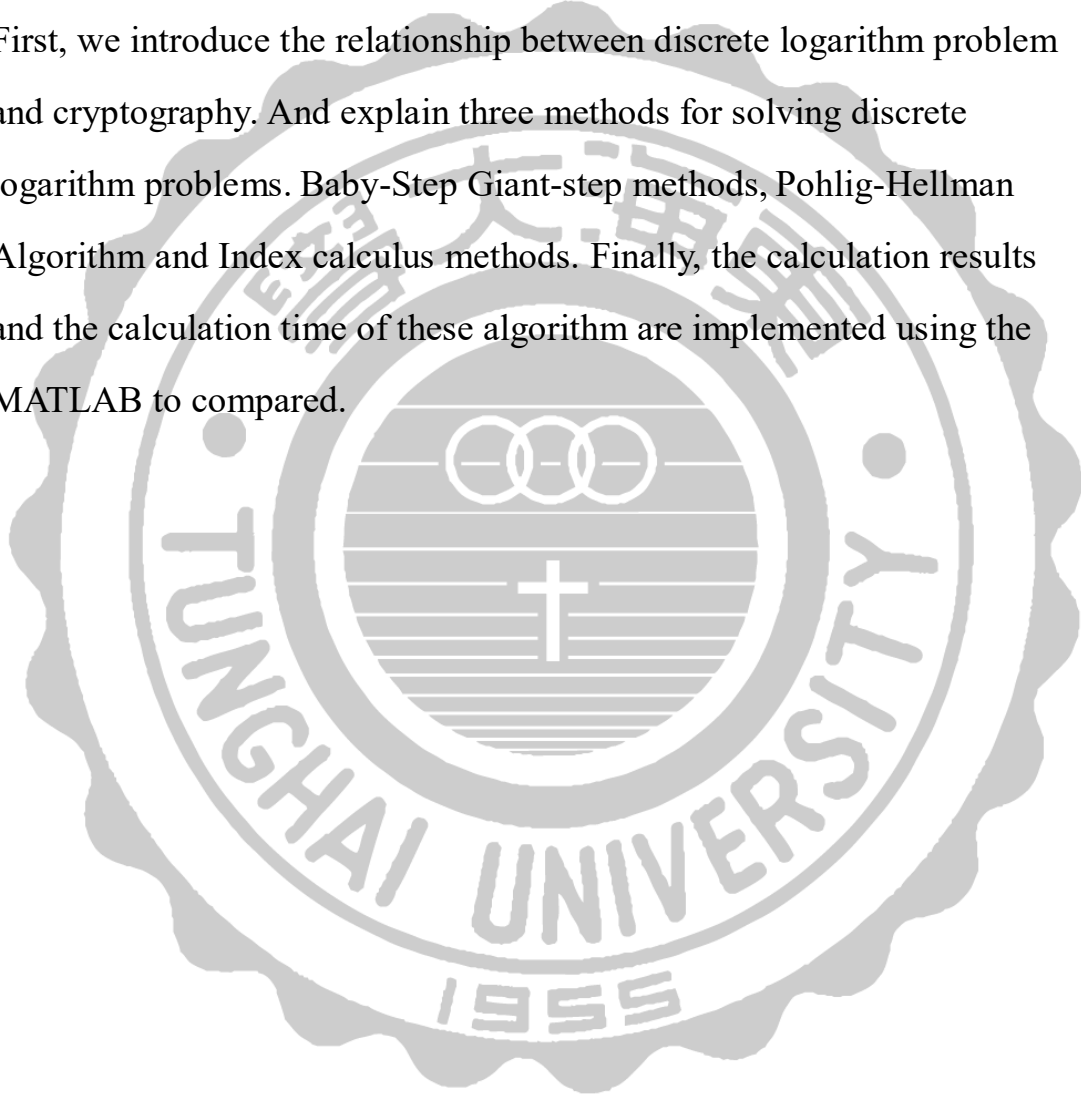 First, we introduce the relationship between discrete logarithm problem
and cryptography. And explain three methods for solving discrete
logarithm problems. Baby-Step Giant-step methods, Pohlig-Hellman
Algorithm and Index calculus methods. Finally, the calculation results
and the calculation time of these algorithm are implemented using the
MATLAB to compared.
TUNGHAI UNIVERSITY
1955